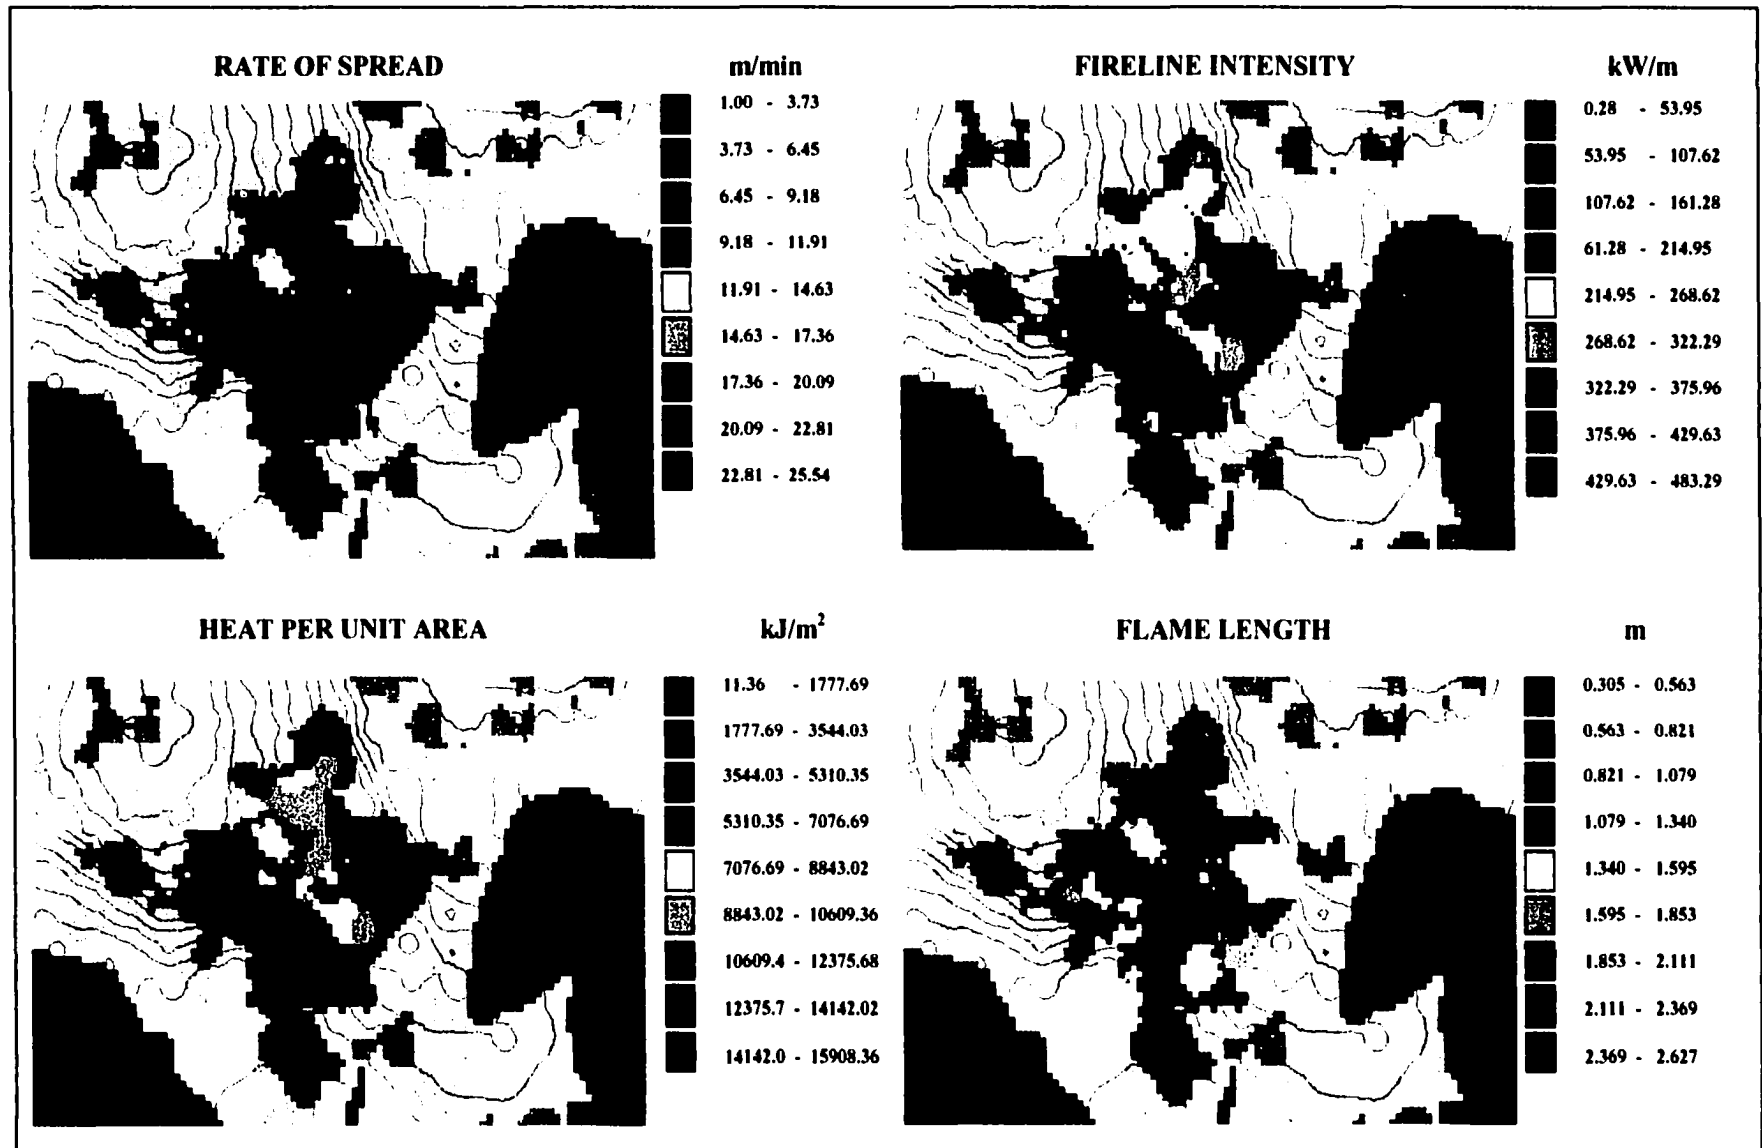 RATE OF SPREAD
m/min
1.00 - 3.73
3.73 - 6.45
6.45 - 9.18
9.18 - 11.91
11.91 - 14.63
14.63 - 17.36
17.36 - 20.09
20.09 - 22.81
22.81 - 25.54
FIRELINE INTENSITY
kW/m
0.28 - 53.95
53.95 - 107.62
107.62 - 161.28
61.28 - 214.95
214.95 - 268.62
268.62 - 322.29
322.29 - 375.96
375.96 - 429.63
429.63 - 483.29
HEAT PER UNIT AREA
kJ/m²
11.36 - 1777.69
1777.69 - 3544.03
3544.03 - 5310.35
5310.35 - 7076.69
7076.69 - 8843.02
8843.02 - 10609.36
10609.4 - 12375.68
12375.7 - 14142.02
14142.0 - 15908.36
FLAME LENGTH
m
0.305 - 0.563
0.563 - 0.821
0.821 - 1.079
1.079 - 1.340
1.340 - 1.595
1.595 - 1.853
1.853 - 2.111
2.111 - 2.369
2.369 - 2.627